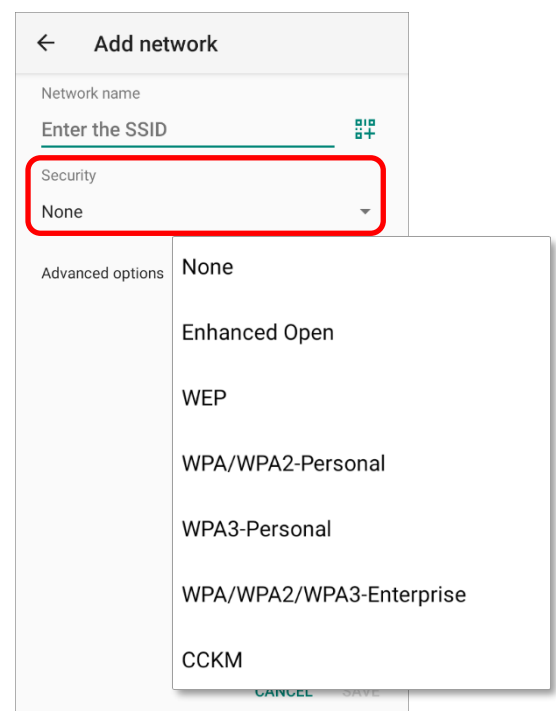 Add network
Network name
Enter the SSID
Security
None
Advanced options
None
Enhanced Open
WEP
WPA/WPA2-Personal
WPA3-Personal
WPA/WPA2/WPA3-Enterprise
CCKM
CANCEL SAVE